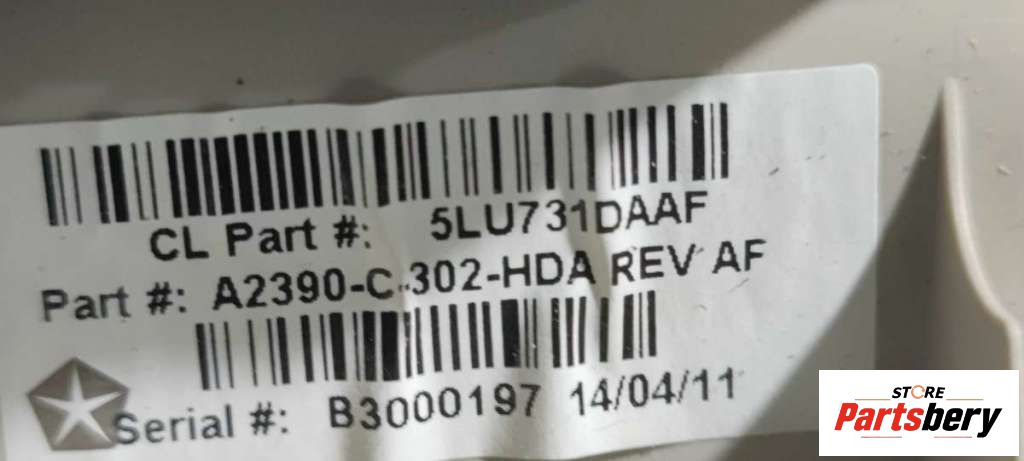 CL Part #: 5LU731DAAF
Part #: A2390-C-302-HDA REV AF
Serial #: B3000197 14/04/11
STORE
Partsbery